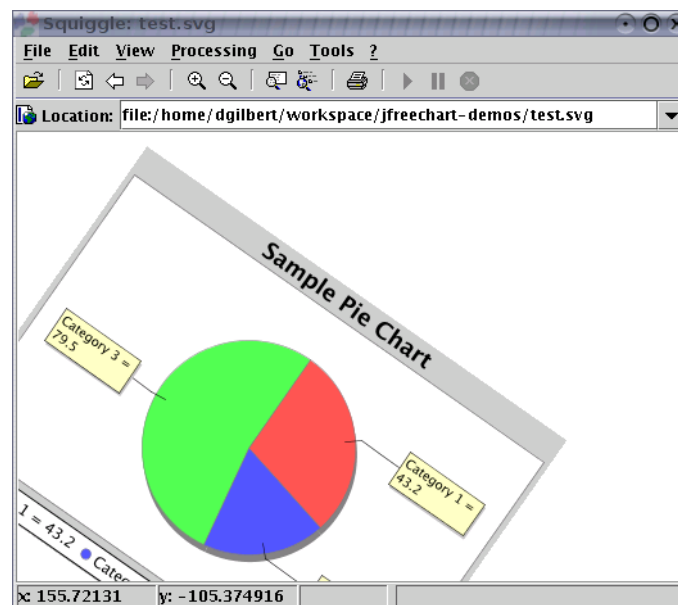 Squiggle: test.svg
File Edit View Processing Go Tools ?
Location: file:/home/dgilbert/workspace/jfreechart-demos/test.svg
Sample Pie Chart
Category 3 =
79.5
Category 1 =
43.2
1 = 43.2 Categ
x: 155.72131 y: -105.374916